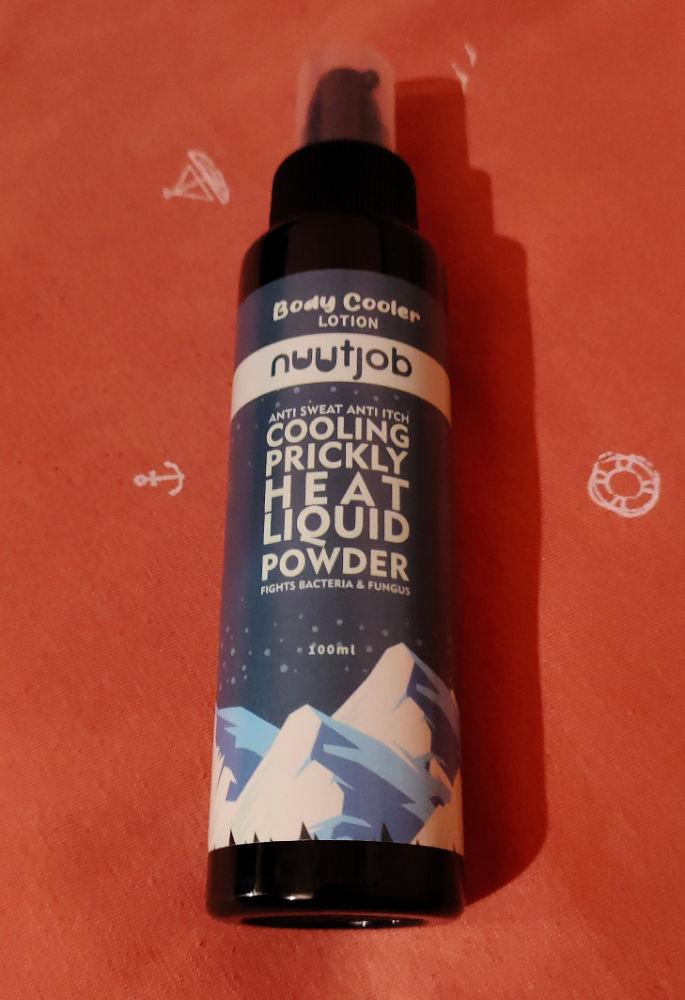 Body Cooler
LOTION
nuutjob
ANTI SWEAT ANTI ITCH
COOLING
PRICKLY
HEAT
LIQUID
POWDER
FIGHTS BACTERIA & FUNGUS
100ml